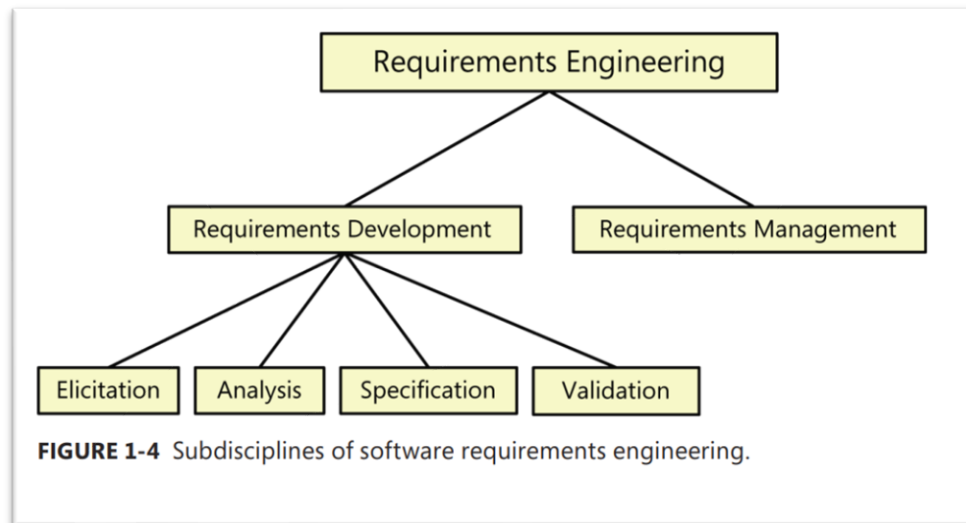 Requirements Engineering
Requirements Development
Requirements Management
Elicitation
Analysis
Specification
Validation
FIGURE 1-4 Subdisciplines of software requirements engineering.